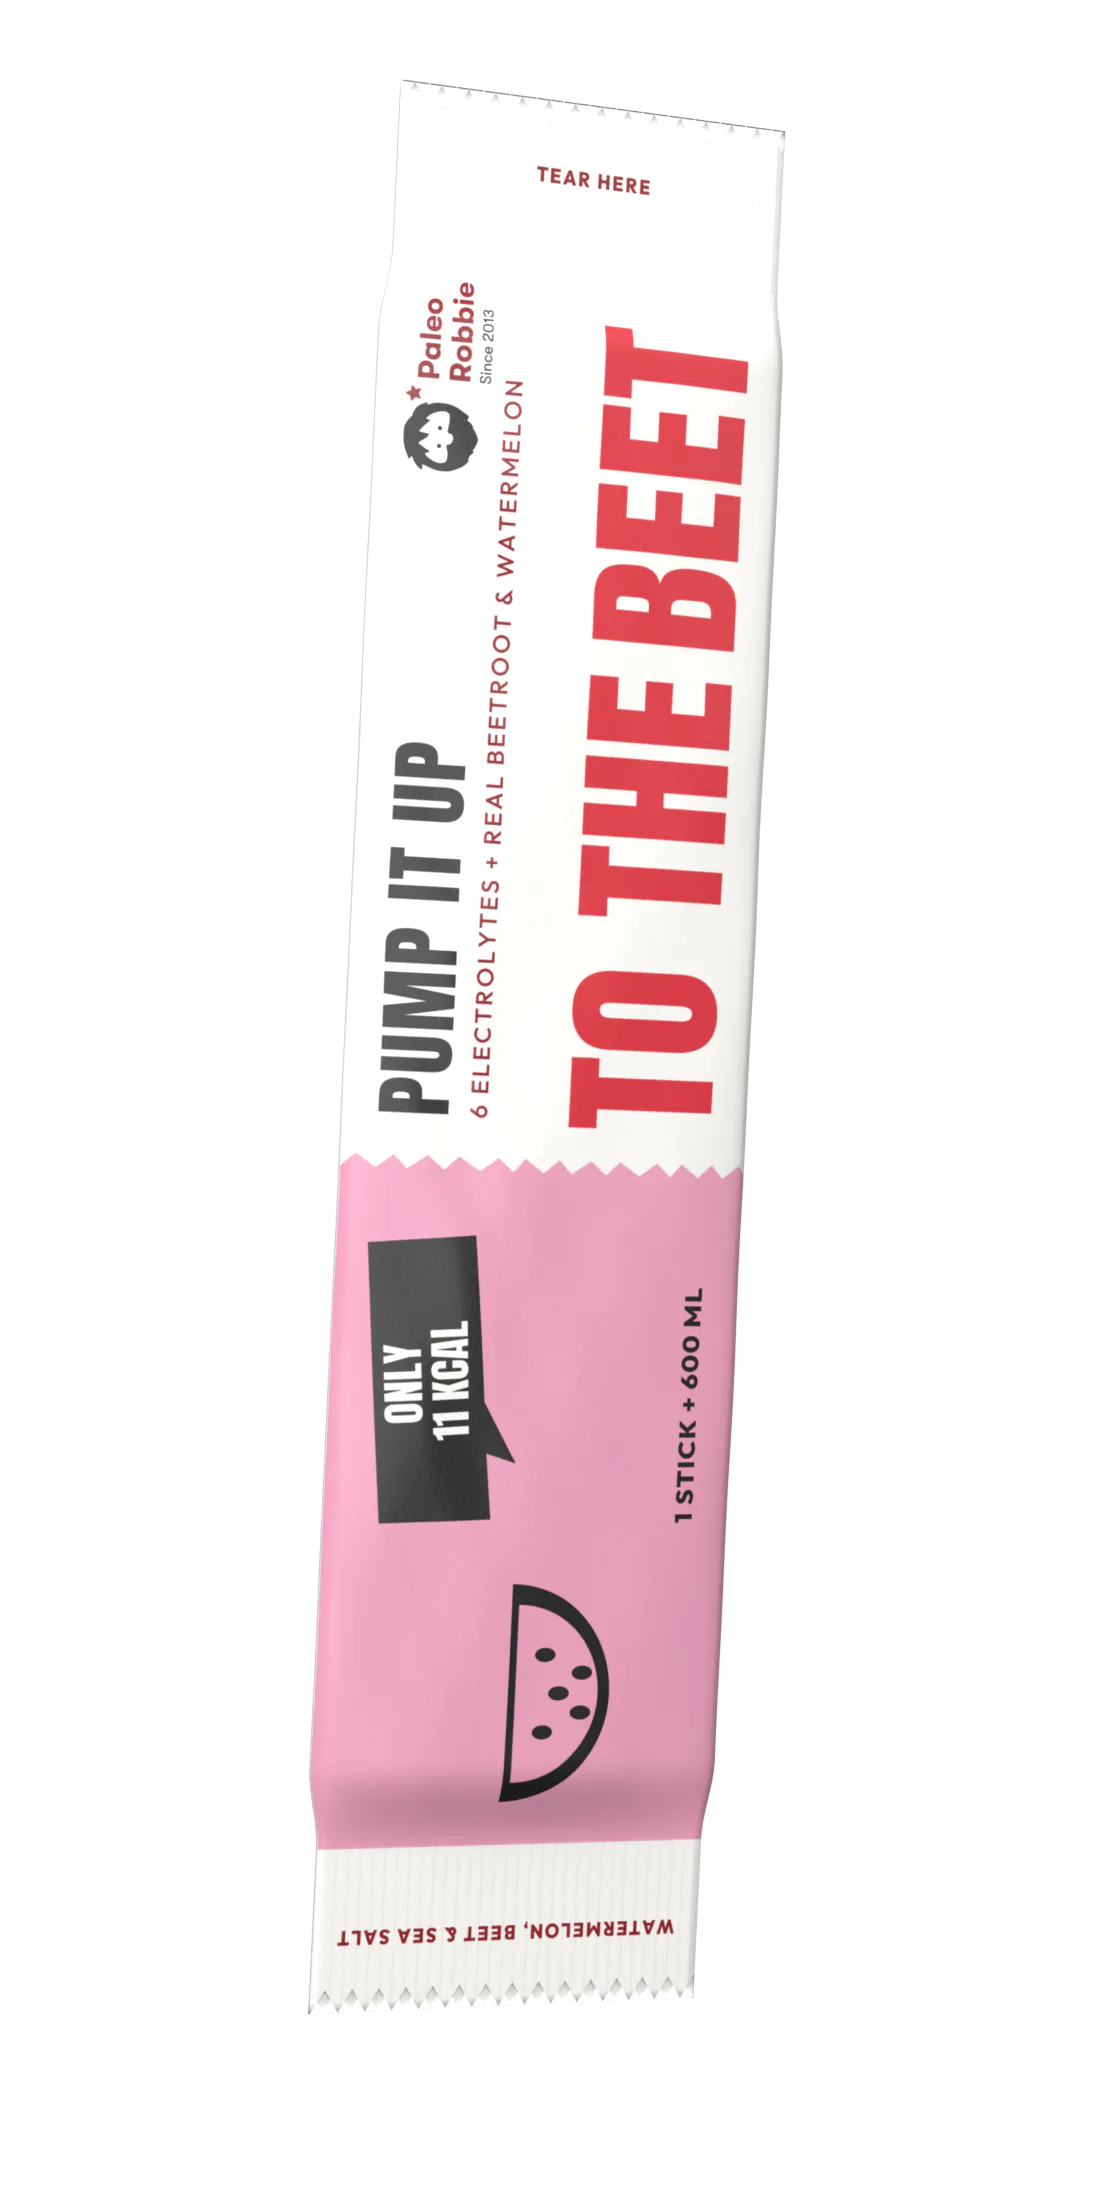 TEAR HERE
Paleo
Robbie
Since 2013
PUMP IT UP
6 ELECTROLYTES + REAL BEETROOT & WATERMELON
TO THE BEET
ONLY
11 KCAL
1 STICK + 600 ML
WATERMELON, BEET & SEA SALT